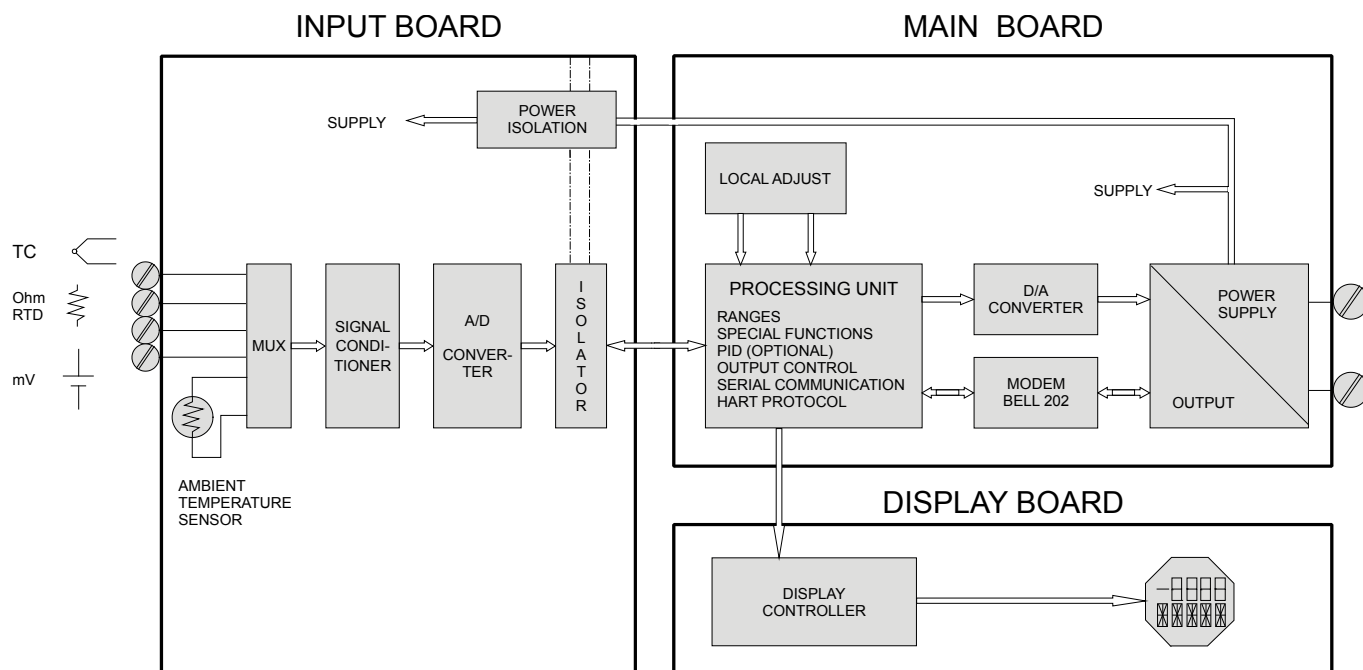 INPUT BOARD
MAIN BOARD
SUPPLY
POWER
ISOLATION
LOCAL ADJUST
SUPPLY
TC
Ohm
RTD
mV
MUX
SIGNAL
CONDI-
TIONER
A/D
CONVER-
TER
ISOLATOR
PROCESSING UNIT
RANGES
SPECIAL FUNCTIONS
PID (OPTIONAL)
OUTPUT CONTROL
SERIAL COMMUNICATION
HART PROTOCOL
D/A
CONVERTER
MODEM
BELL 202
POWER
SUPPLY
OUTPUT
AMBIENT
TEMPERATURE
SENSOR
DISPLAY BOARD
DISPLAY
CONTROLLER